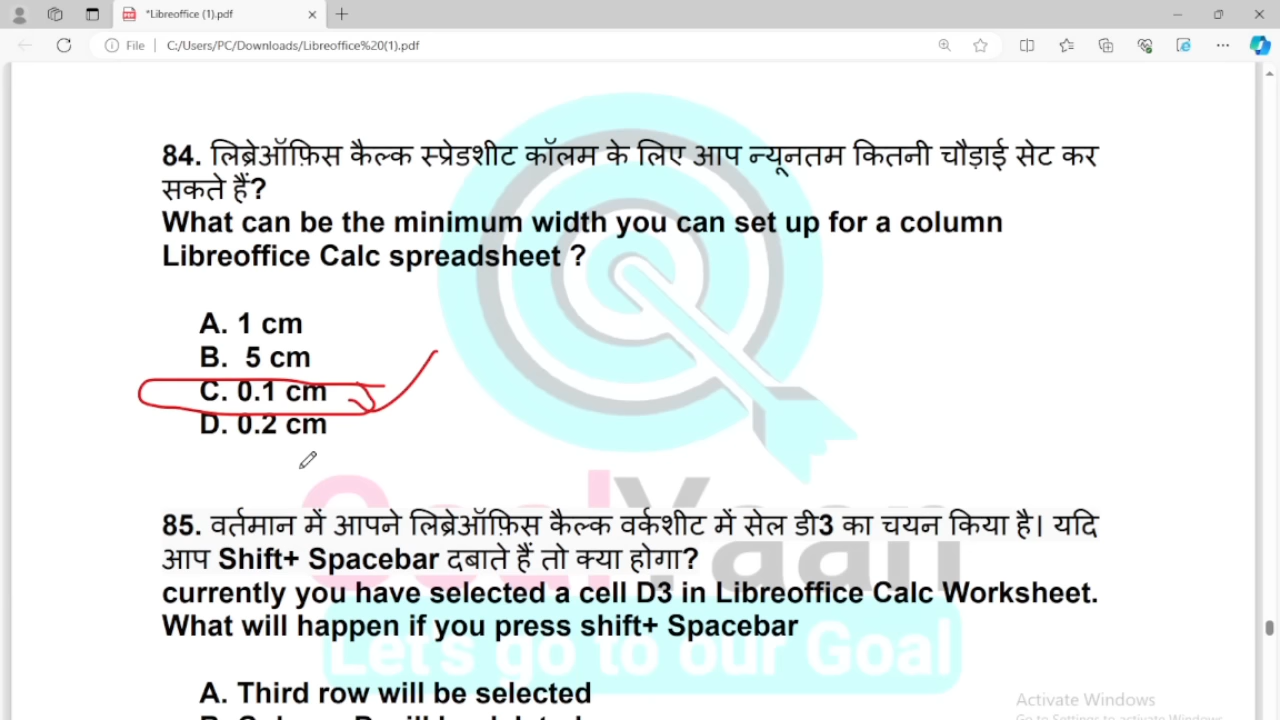 *Libreoffice (1).pdf
File
C:/Users/PC/Downloads/Libreoffice%20(1).pdf
84. लिब्रेऑफ़िस कैल्क स्प्रेडशीट कॉलम के लिए आप न्यूनतम कितनी चौड़ाई सेट कर
सकते हैं?
What can be the minimum width you can set up for a column
Libreoffice Calc spreadsheet ?
A. 1 cm
B. 5 cm
C. 0.1 cm
D. 0.2 cm
85. वर्तमान में आपने लिब्रेऑफ़िस कैल्क वर्कशीट में सेल डी3 का चयन किया है। यदि
आप Shift+ Spacebar दबाते हैं तो क्या होगा?
currently you have selected a cell D3 in Libreoffice Calc Worksheet.
What will happen if you press shift+ Spacebar
Let's go to our Goal
A. Third row will be selected
Activate Windows